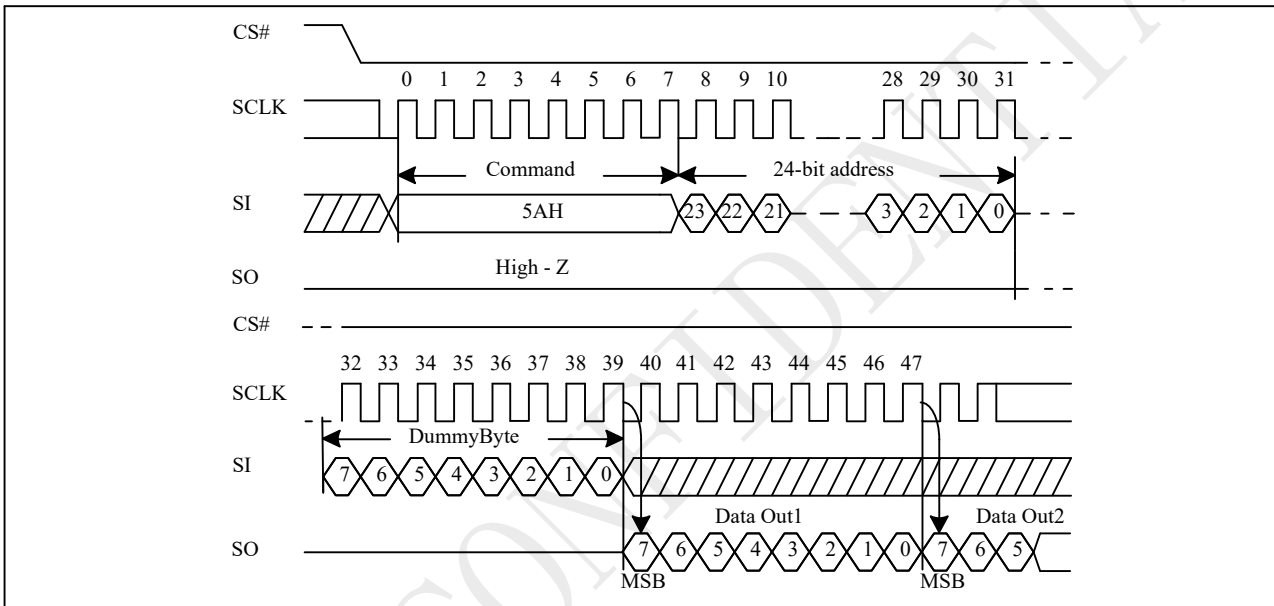 CS#
0 1 2 3 4 5 6 7 8 9 10 28 29 30 31
SCLK
Command 24-bit address
SI 5AH 23 22 21 3 2 1 0
High - Z
SO
CS#
32 33 34 35 36 37 38 39 40 41 42 43 44 45 46 47
SCLK
DummyByte
SI 7 6 5 4 3 2 1 0
Data Out1 Data Out2
SO 7 6 5 4 3 2 1 0 7 6 5
MSB MSB
CONFIDENTIAL